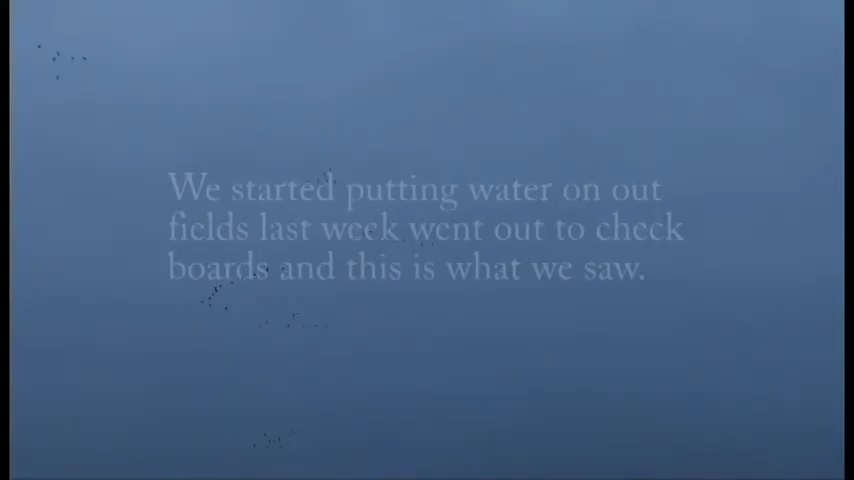 We started putting water on out
fields last week went out to check
boards and this is what we saw.